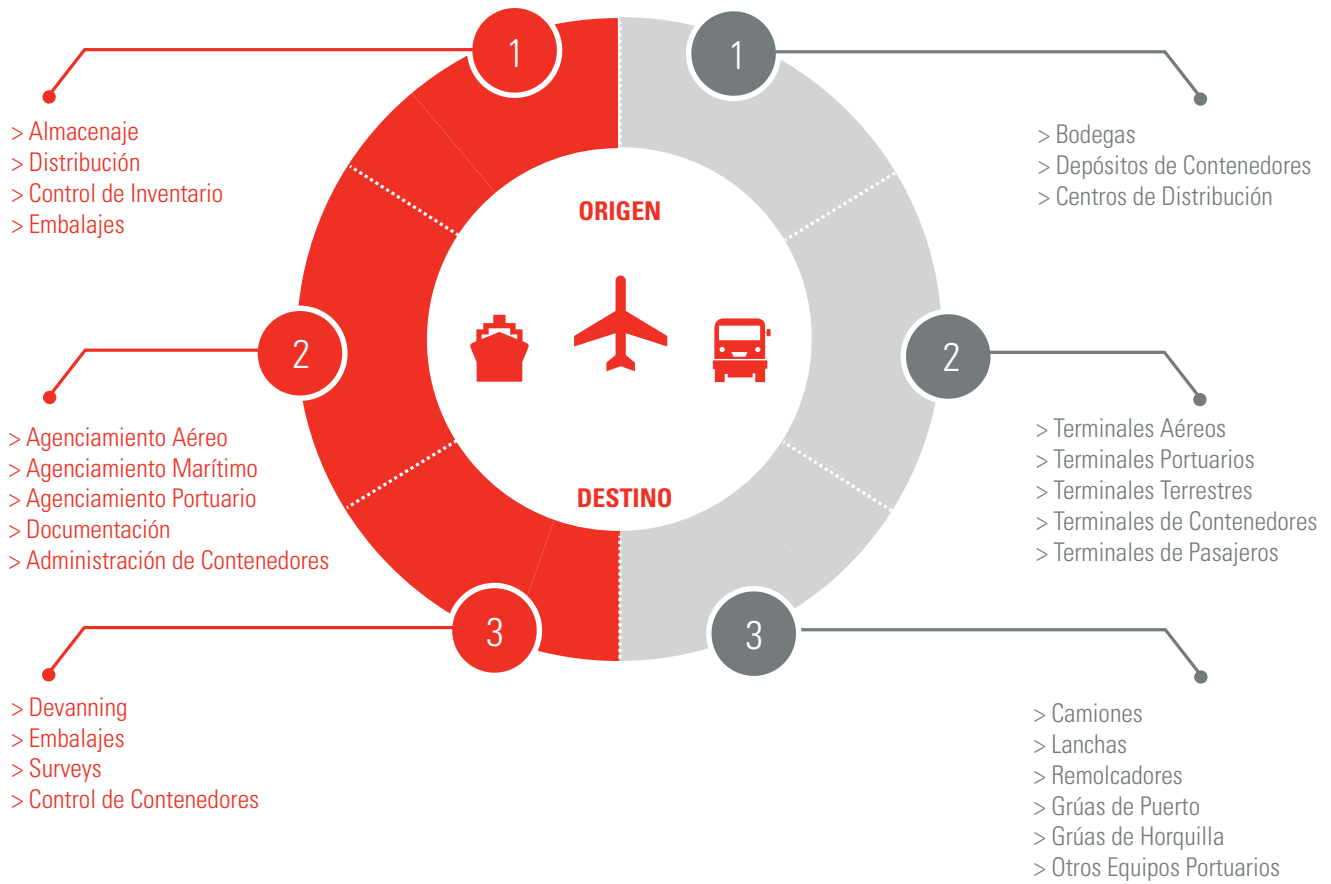 1
> Almacenaje
> Distribución
> Control de Inventario
> Embalajes
2
> Agenciamiento Aéreo
> Agenciamiento Marítimo
> Agenciamiento Portuario
> Documentación
> Administración de Contenedores
3
> Devanning
> Embalajes
> Surveys
> Control de Contenedores
ORIGEN
DESTINO
1
> Bodegas
> Depósitos de Contenedores
> Centros de Distribución
2
> Terminales Aéreos
> Terminales Portuarios
> Terminales Terrestres
> Terminales de Contenedores
> Terminales de Pasajeros
3
> Camiones
> Lanchas
> Remolcadores
> Grúas de Puerto
> Grúas de Horquilla
> Otros Equipos Portuarios